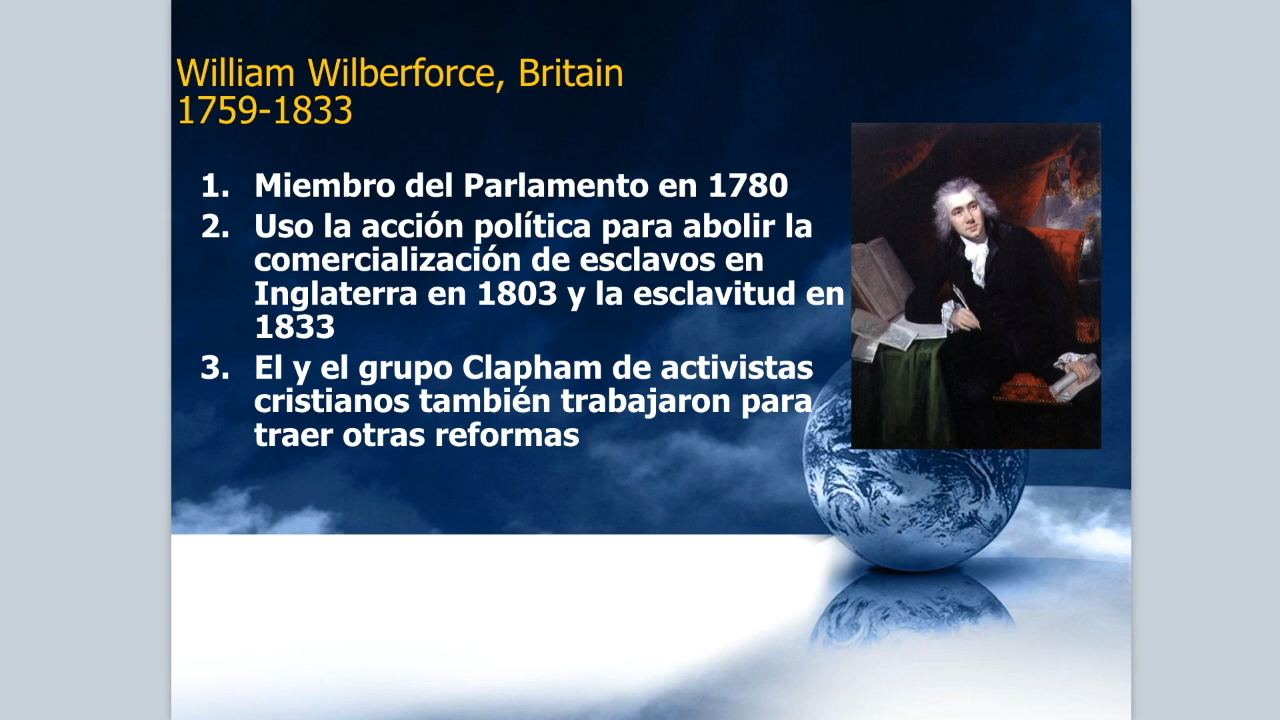 William Wilberforce, Britain
1759-1833
1. Miembro del Parlamento en 1780
2. Uso la acción política para abolir la
comercialización de esclavos en
Inglaterra en 1803 y la esclavitud en
1833
3. El y el grupo Clapham de activistas
cristianos también trabajaron para
traer otras reformas